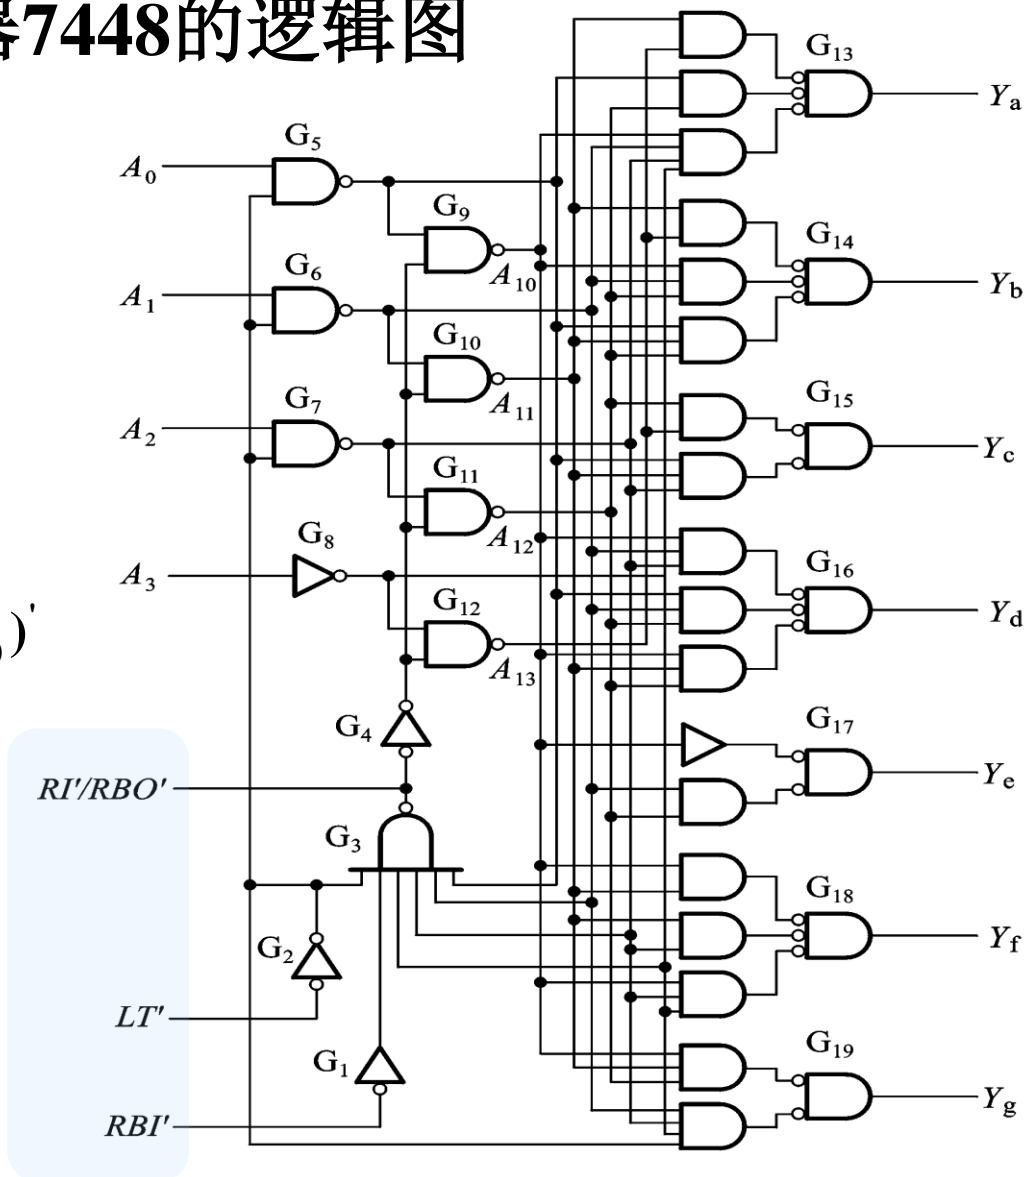 器7448的逻辑图
G13
Ya
G5
A0
G9
G14
A10
Yb
G6
A1
G10
G15
A11
G7
A2
Yc
G11
A12
G8
G16
A3
G12
Yd
)'
A13
G4
G17
RI'/RBO'
Ye
G3
G18
G2
Yf
LT'
G1
G19
RBI'
Yg